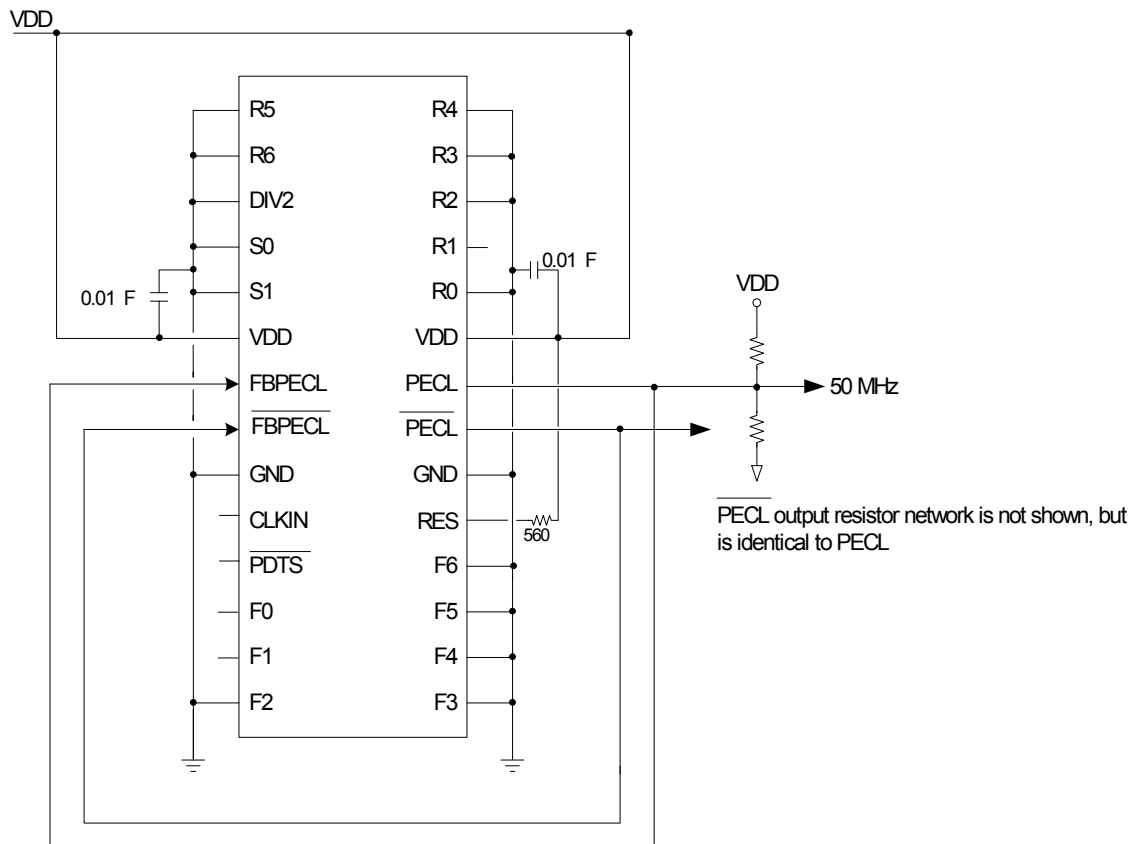 VDD
R5
R4
R6
R3
DIV2
R2
S0
R1
0.01 F
S1
R0
0.01 F
VDD
VDD
VDD
FBPECL
PECL
50 MHz
FBPECL
PECL
GND
GND
CLKIN
RES
560
PECL output resistor network is not shown, but
is identical to PECL
PDTS
F6
F0
F5
F1
F4
F2
F3